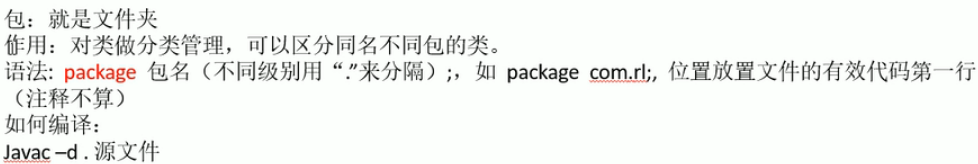 包：就是文件夹
作用：对类做分类管理，可以区分同名不同包的类。
语法: package 包名（不同级别用“.”来分隔）;，如 package com.rl;, 位置放置文件的有效代码第一行
（注释不算）
如何编译：
Javac –d . 源文件